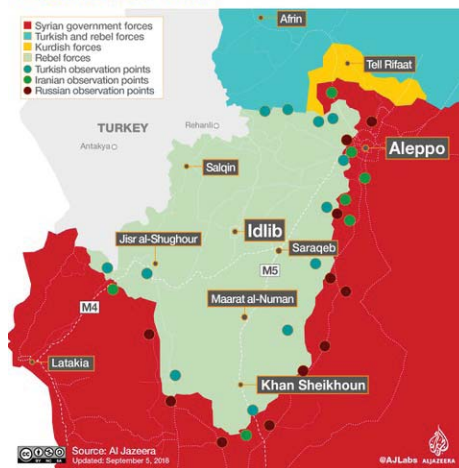 Syrian government forces
Turkish and rebel forces
Kurdish forces
Rebel forces
Turkish observation points
Iranian observation points
Russian observation points
Afrin
Tell Rifaat
TURKEY
Rehanli
Antakya
Aleppo
Salqin
Idlib
Jisr al-Shughour
Saraqeb
M5
M4
Maarat al-Numan
Latakia
Khan Sheikhoun
Source: Al Jazeera
Updated: September 5, 2018
@AJLabs ALJAZEERA